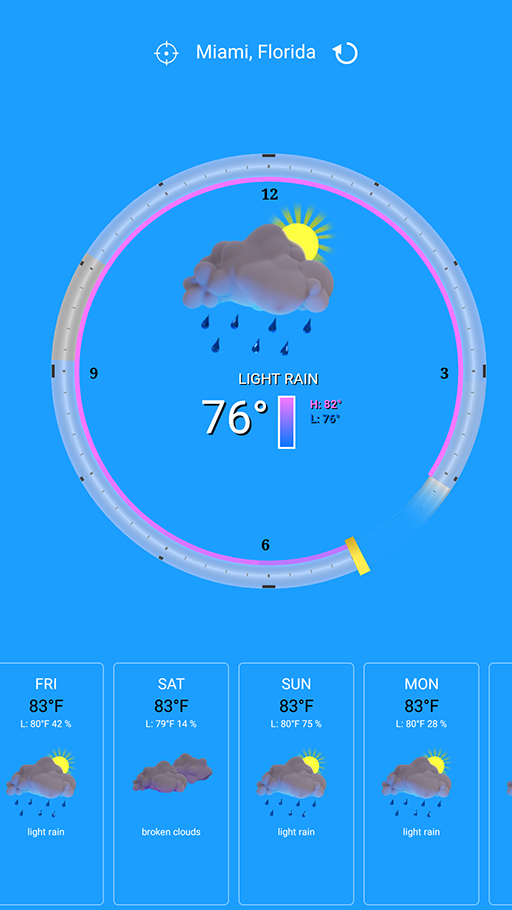 Miami, Florida
12
9
3
6
LIGHT RAIN
76°
H: 82°
L: 76°
FRI
83°F
L: 80°F 42 %
light rain
SAT
83°F
L: 79°F 14 %
broken clouds
SUN
83°F
L: 80°F 75 %
light rain
MON
83°F
L: 80°F 28 %
light rain